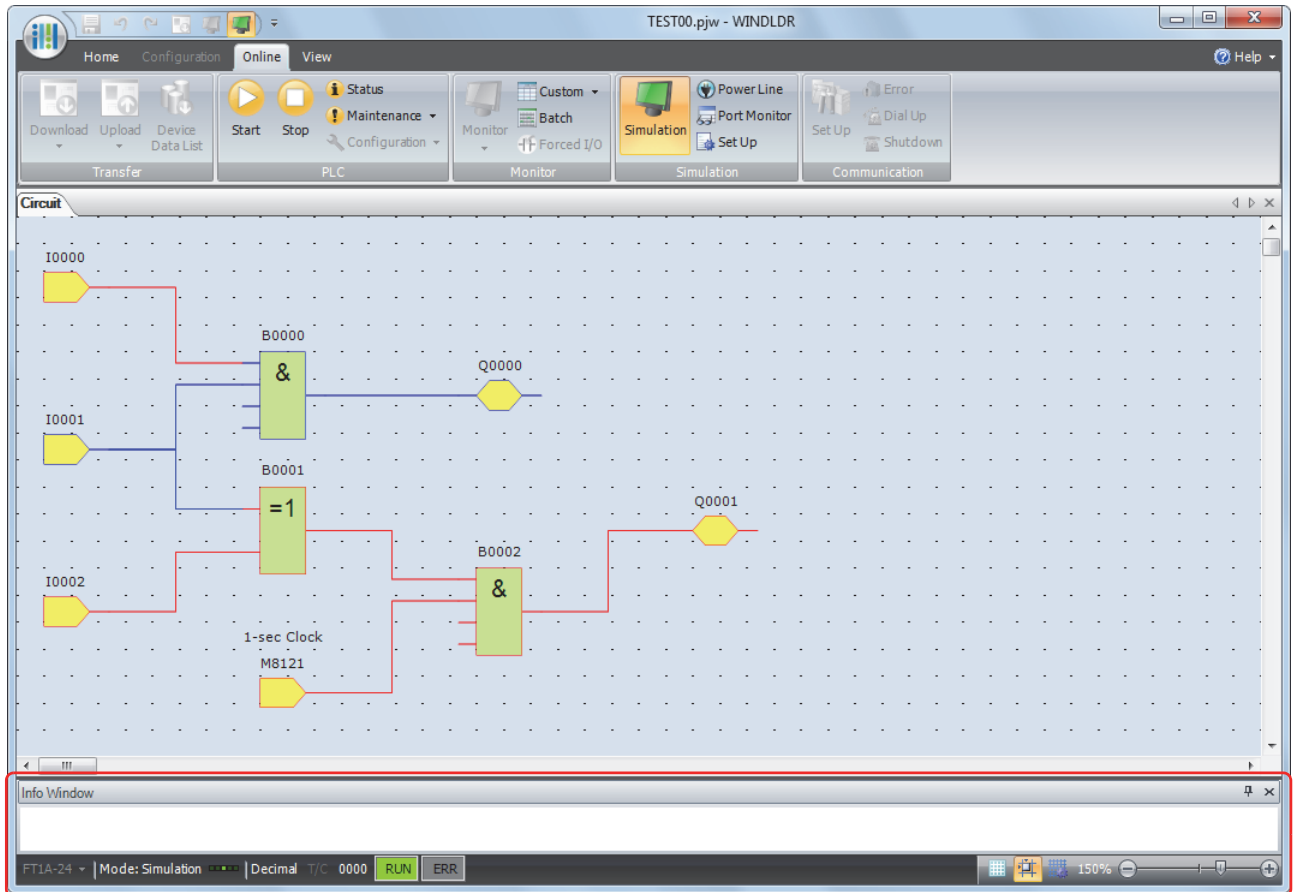 TEST00.pjw - WINDLDR
Home Configuration Online View Help
Download Upload Device Data List
Transfer
Start Stop Status Maintenance Configuration
PLC
Monitor Custom Batch Forced I/O
Monitor
Simulation Power Line Port Monitor Set Up
Simulation
Set Up Error Dial Up Shutdown
Communication
Circuit
I0000
B0000
&
Q0000
I0001
B0001
=1
Q0001
B0002
&
I0002
1-sec Clock
M8121
Info Window
FT1A-24 Mode: Simulation Decimal T/C 0000 RUN ERR 150%